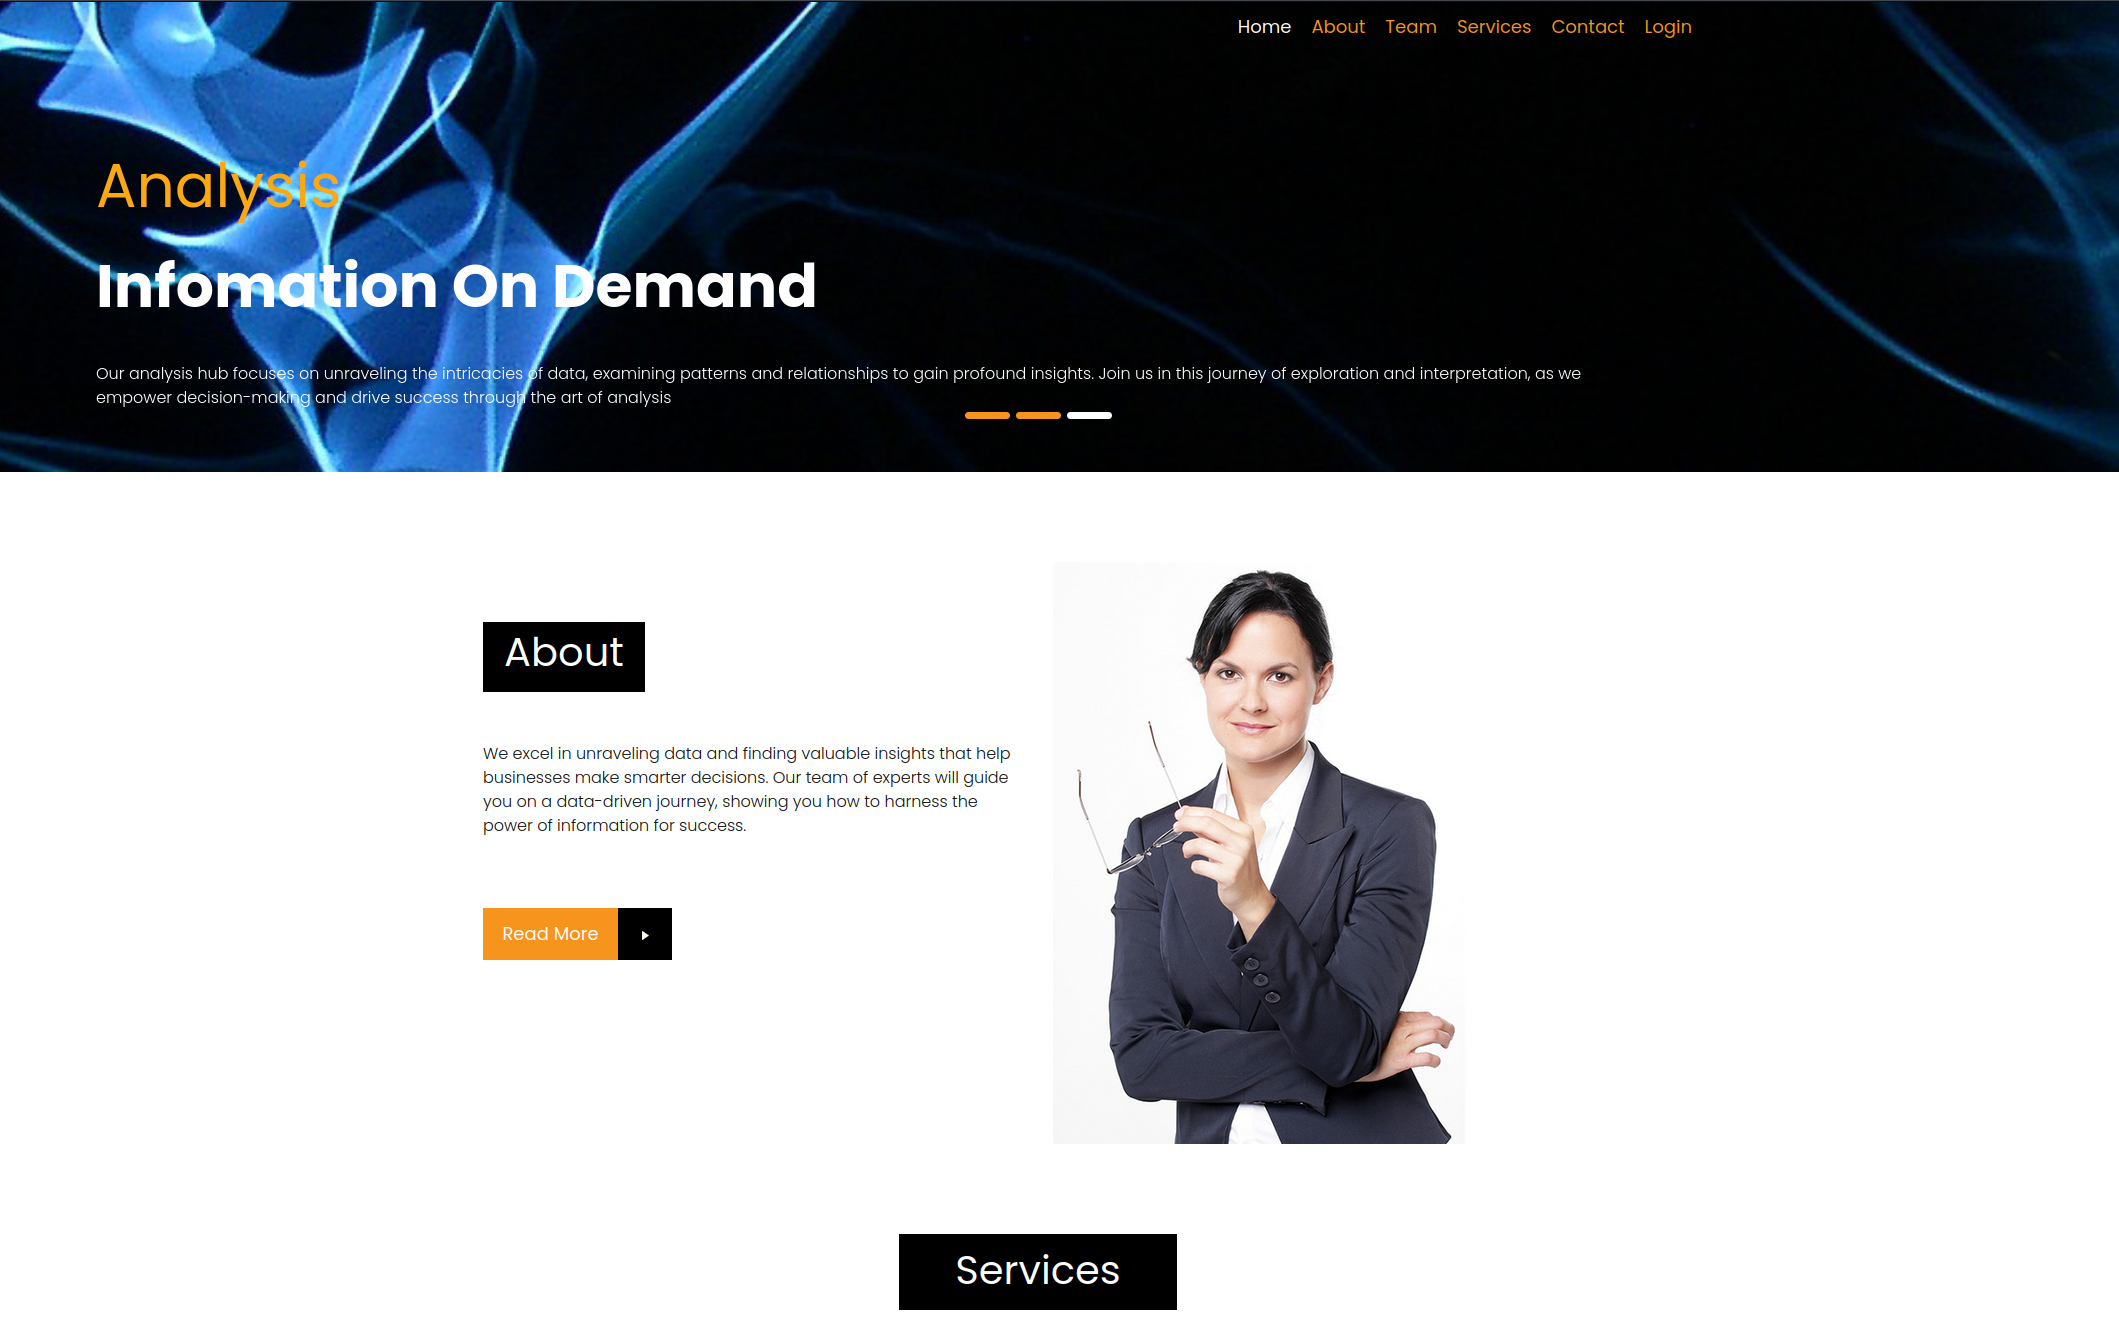 Home About Team Services Contact Login
Analysis
Infomation On Demand
Our analysis hub focuses on unraveling the intricacies of data, examining patterns and relationships to gain profound insights. Join us in this journey of exploration and interpretation, as we
empower decision-making and drive success through the art of analysis
About
We excel in unraveling data and finding valuable insights that help
businesses make smarter decisions. Our team of experts will guide
you on a data-driven journey, showing you how to harness the
power of information for success.
Read More
Services